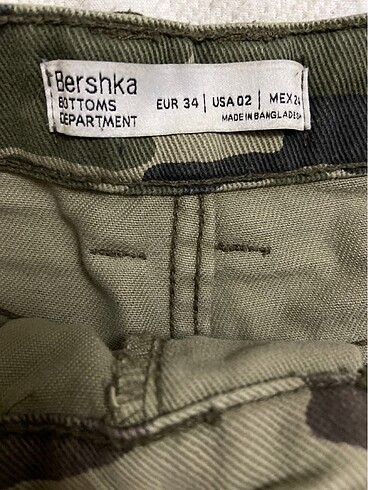 Bershka
BOTTOMS
DEPARTMENT
EUR 34 | USA 02 | MEX 24
MADE IN BANGLADESH